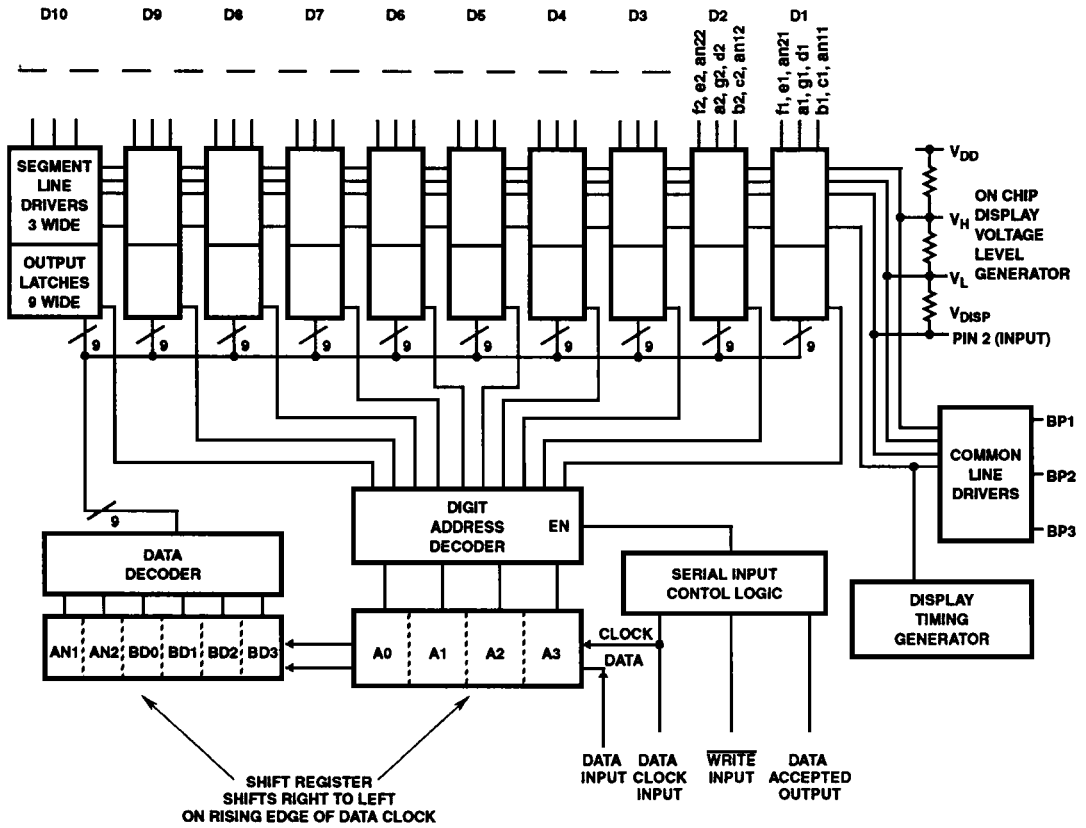 D10 D9 D8 D7 D6 D5 D4 D3 D2 D1
f2, e2, an22
a2, g2, d2
b2, c2, an12
f1, e1, an21
a1, g1, d1
b1, c1, an11
SEGMENT
LINE
DRIVERS
3 WIDE
OUTPUT
LATCHES
9 WIDE
VDD
VH
VL
VDISP
PIN 2 (INPUT)
ON CHIP
DISPLAY
VOLTAGE
LEVEL
GENERATOR
9 9 9 9 9 9 9 9 9 9
COMMON
LINE
DRIVERS
BP1
BP2
BP3
9
DIGIT
ADDRESS
DECODER
EN
DATA
DECODER
SERIAL INPUT
CONTOL LOGIC
DISPLAY
TIMING
GENERATOR
AN1 AN2 BD0 BD1 BD2 BD3
A0 A1 A2 A3
CLOCK
DATA
DATA
INPUT
DATA
CLOCK
INPUT
WRITE
INPUT
DATA
ACCEPTED
OUTPUT
SHIFT REGISTER
SHIFTS RIGHT TO LEFT
ON RISING EDGE OF DATA CLOCK